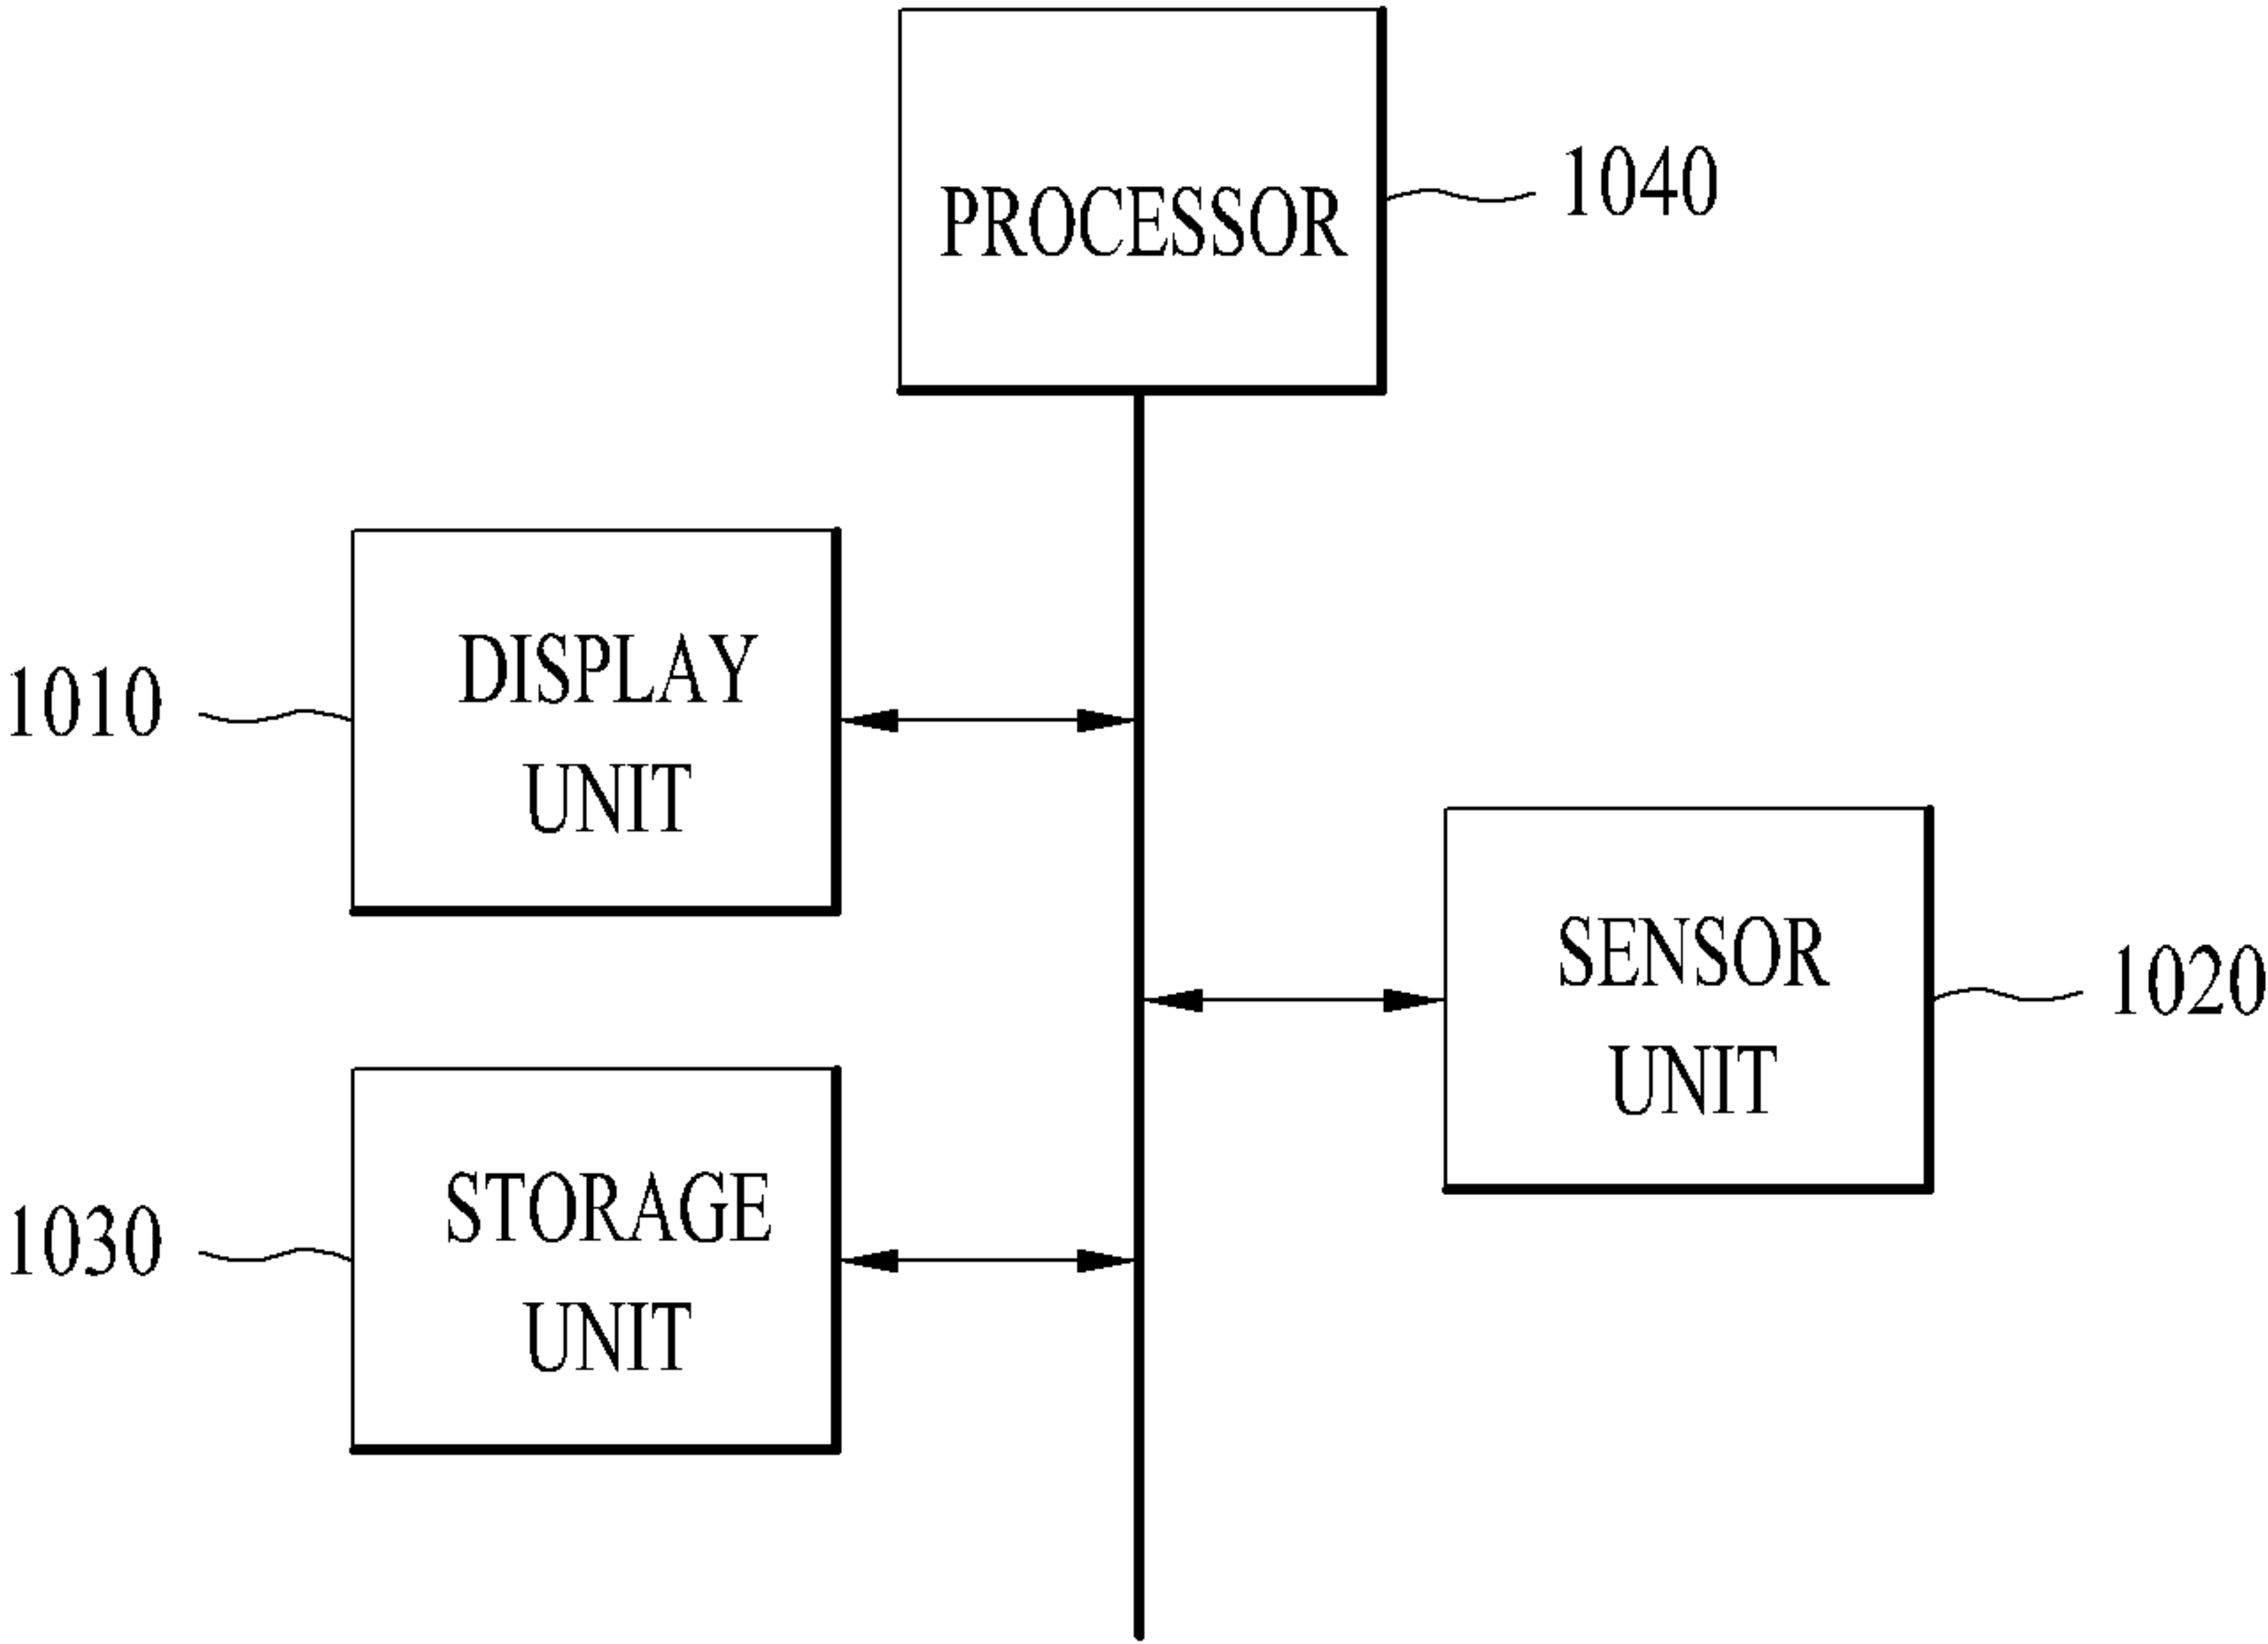 PROCESSOR
1040
DISPLAY
UNIT
1010
SENSOR
UNIT
1020
STORAGE
UNIT
1030